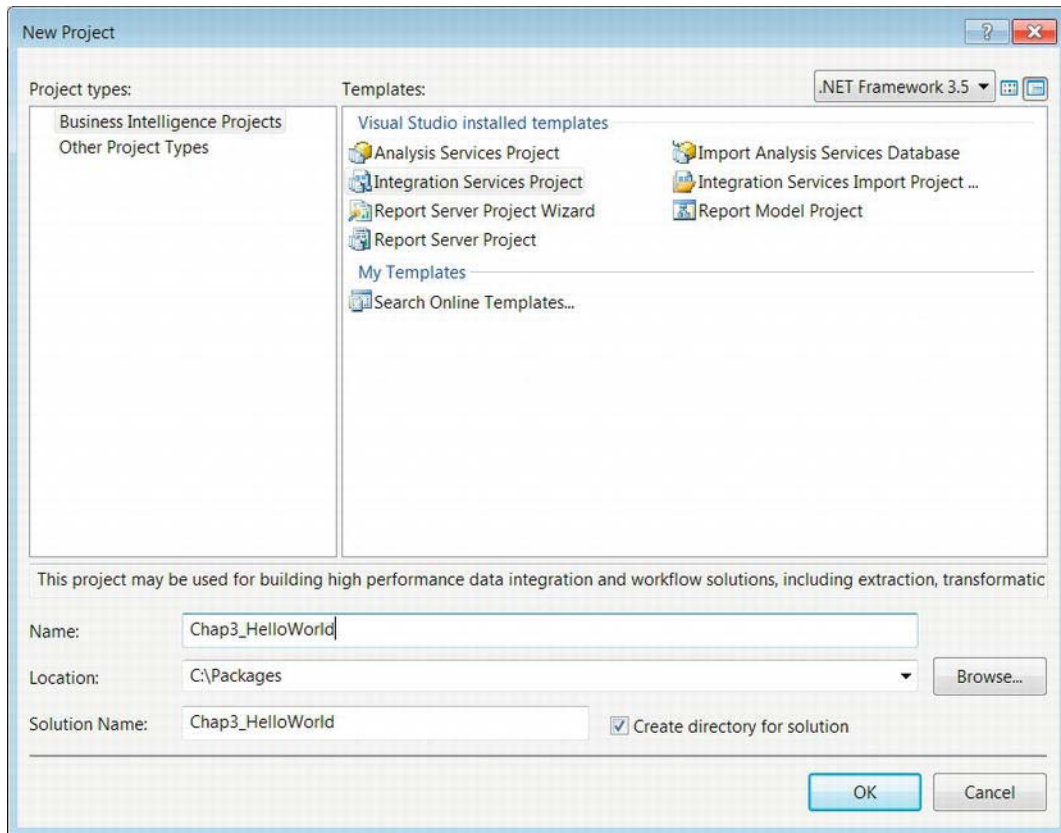 New Project
Project types:
Templates:
.NET Framework 3.5
Business Intelligence Projects
Other Project Types
Visual Studio installed templates
Analysis Services Project
Import Analysis Services Database
Integration Services Project
Integration Services Import Project ...
Report Server Project Wizard
Report Model Project
Report Server Project
My Templates
Search Online Templates...
This project may be used for building high performance data integration and workflow solutions, including extraction, transformatic
Name:
Chap3_HelloWorld
Location:
C:\Packages
Browse...
Solution Name:
Chap3_HelloWorld
Create directory for solution
OK
Cancel